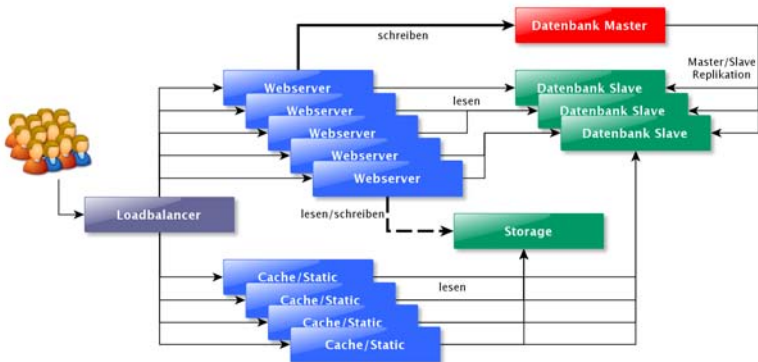 schreiben
Datenbank Master
Master/Slave
Replikation
Webserver
Webserver
Webserver
Webserver
Webserver
lesen
Datenbank Slave
Datenbank Slave
Datenbank Slave
Loadbalancer
lesen/schreiben
Storage
Cache/Static
Cache/Static
Cache/Static
Cache/Static
lesen